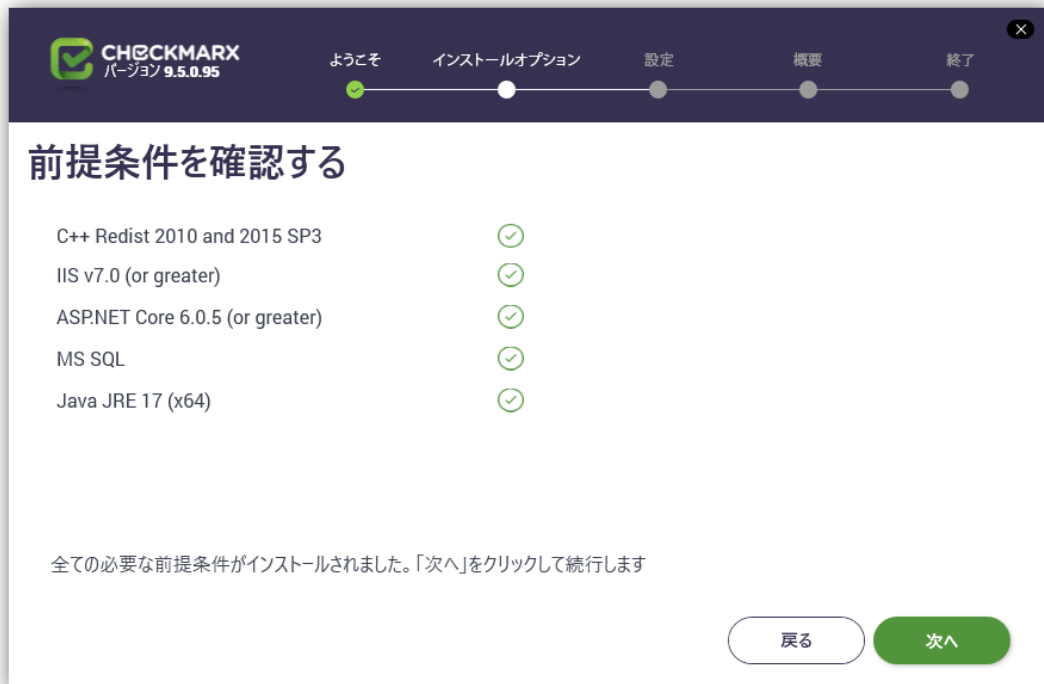 CHECKMARX
バージョン 9.5.0.95
ようこそ インストールオプション 設定 概要 終了
前提条件を確認する
C++ Redist 2010 and 2015 SP3
IIS v7.0 (or greater)
ASP.NET Core 6.0.5 (or greater)
MS SQL
Java JRE 17 (x64)
全ての必要な前提条件がインストールされました。「次へ」をクリックして続行します
戻る 次へ